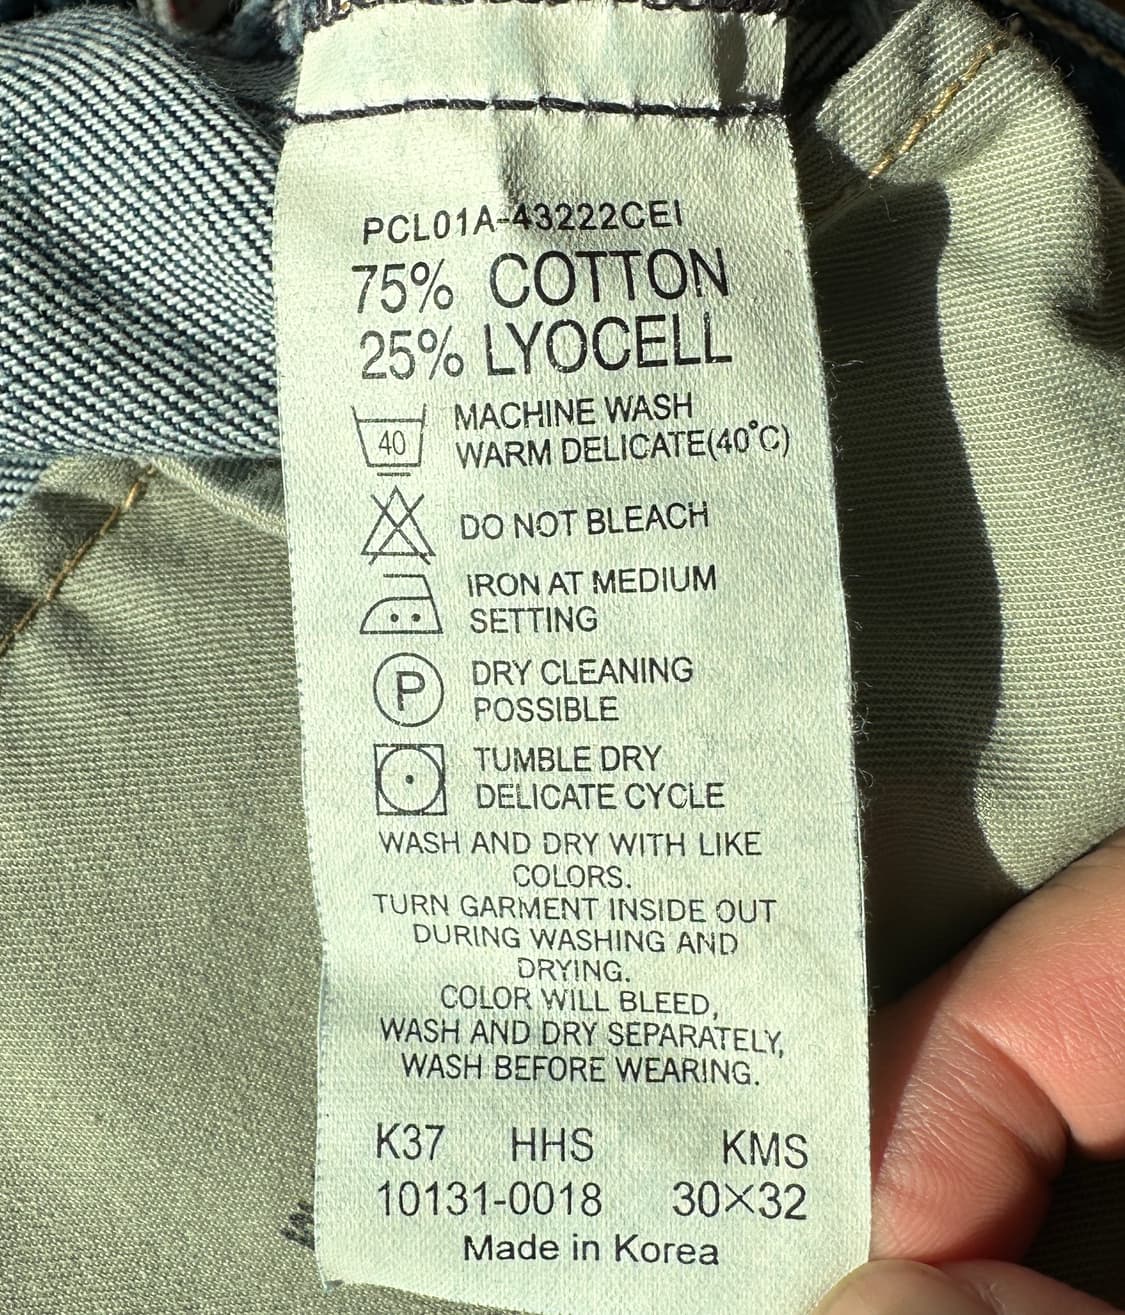 PCL01A-43222CEI
75% COTTON
25% LYOCELL
40 MACHINE WASH
WARM DELICATE(40°C)
DO NOT BLEACH
IRON AT MEDIUM
SETTING
P DRY CLEANING
POSSIBLE
TUMBLE DRY
DELICATE CYCLE
WASH AND DRY WITH LIKE
COLORS.
TURN GARMENT INSIDE OUT
DURING WASHING AND
DRYING.
COLOR WILL BLEED,
WASH AND DRY SEPARATELY,
WASH BEFORE WEARING.
K37 HHS KMS
10131-0018 30×32
Made in Korea